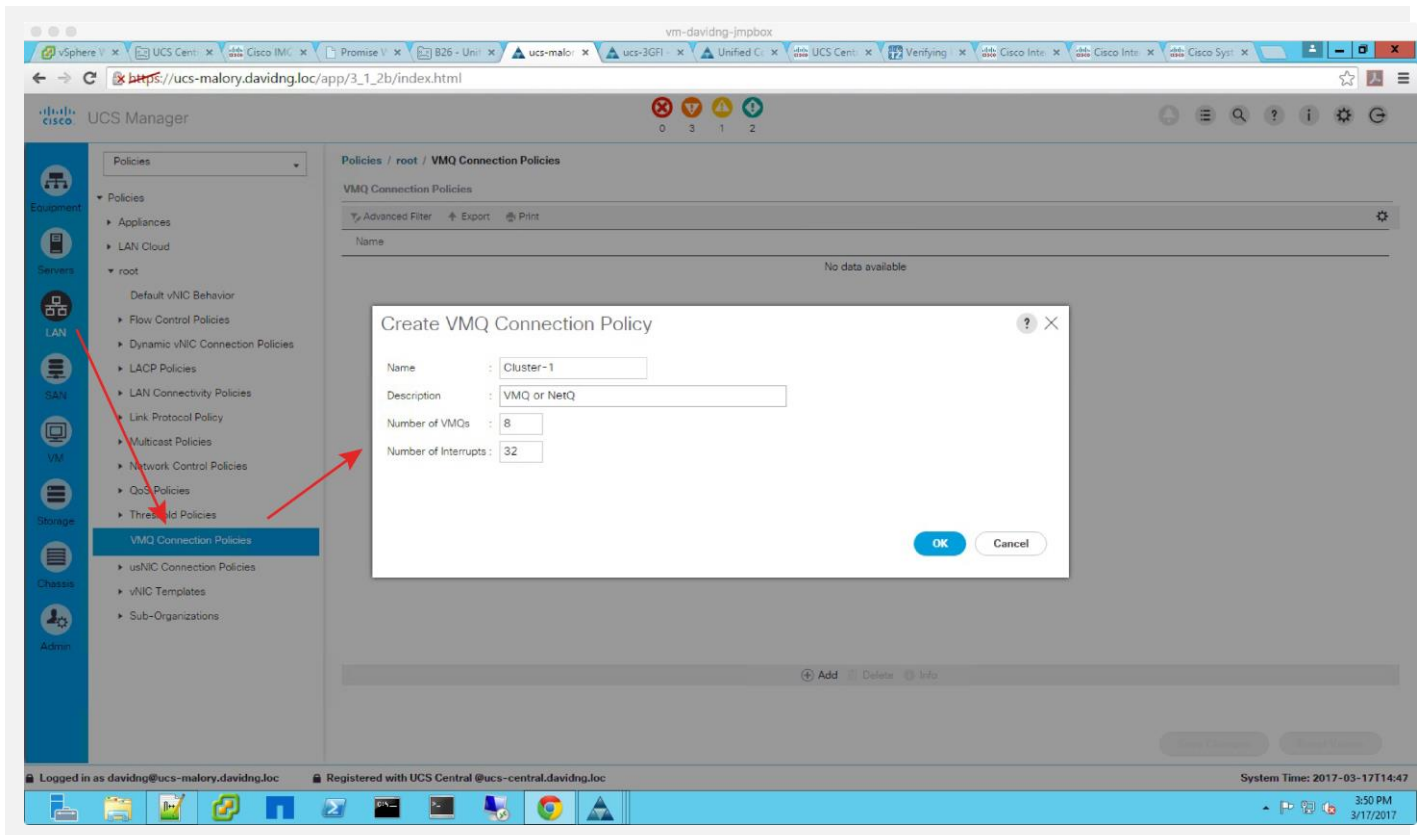 vm-davidng-jmpbox
vSphere V
UCS Centr
Cisco IMC
Promise V
B26 - Unit
ucs-malor
ucs-3GFI -
Unified Co
UCS Centr
Verifying
Cisco Inte
Cisco Inte
Cisco Syst
https://ucs-malory.davidng.loc/app/3_1_2b/index.html
CISCO UCS Manager
0 3 1 2
Equipment
Servers
LAN
SAN
VM
Storage
Chassis
Admin
Policies
Policies
Appliances
LAN Cloud
root
Default vNIC Behavior
Flow Control Policies
Dynamic vNIC Connection Policies
LACP Policies
LAN Connectivity Policies
Link Protocol Policy
Multicast Policies
Network Control Policies
QoS Policies
Threshold Policies
VMQ Connection Policies
usNIC Connection Policies
vNIC Templates
Sub-Organizations
Policies / root / VMQ Connection Policies
VMQ Connection Policies
Advanced Filter Export Print
Name
No data available
Create VMQ Connection Policy
Name : Cluster-1
Description : VMQ or NetQ
Number of VMQs : 8
Number of Interrupts : 32
OK Cancel
Add Delete Info
Save Changes Reset Values
Logged in as davidng@ucs-malory.davidng.loc
Registered with UCS Central @ucs-central.davidng.loc
System Time: 2017-03-17T14:47
3:50 PM
3/17/2017